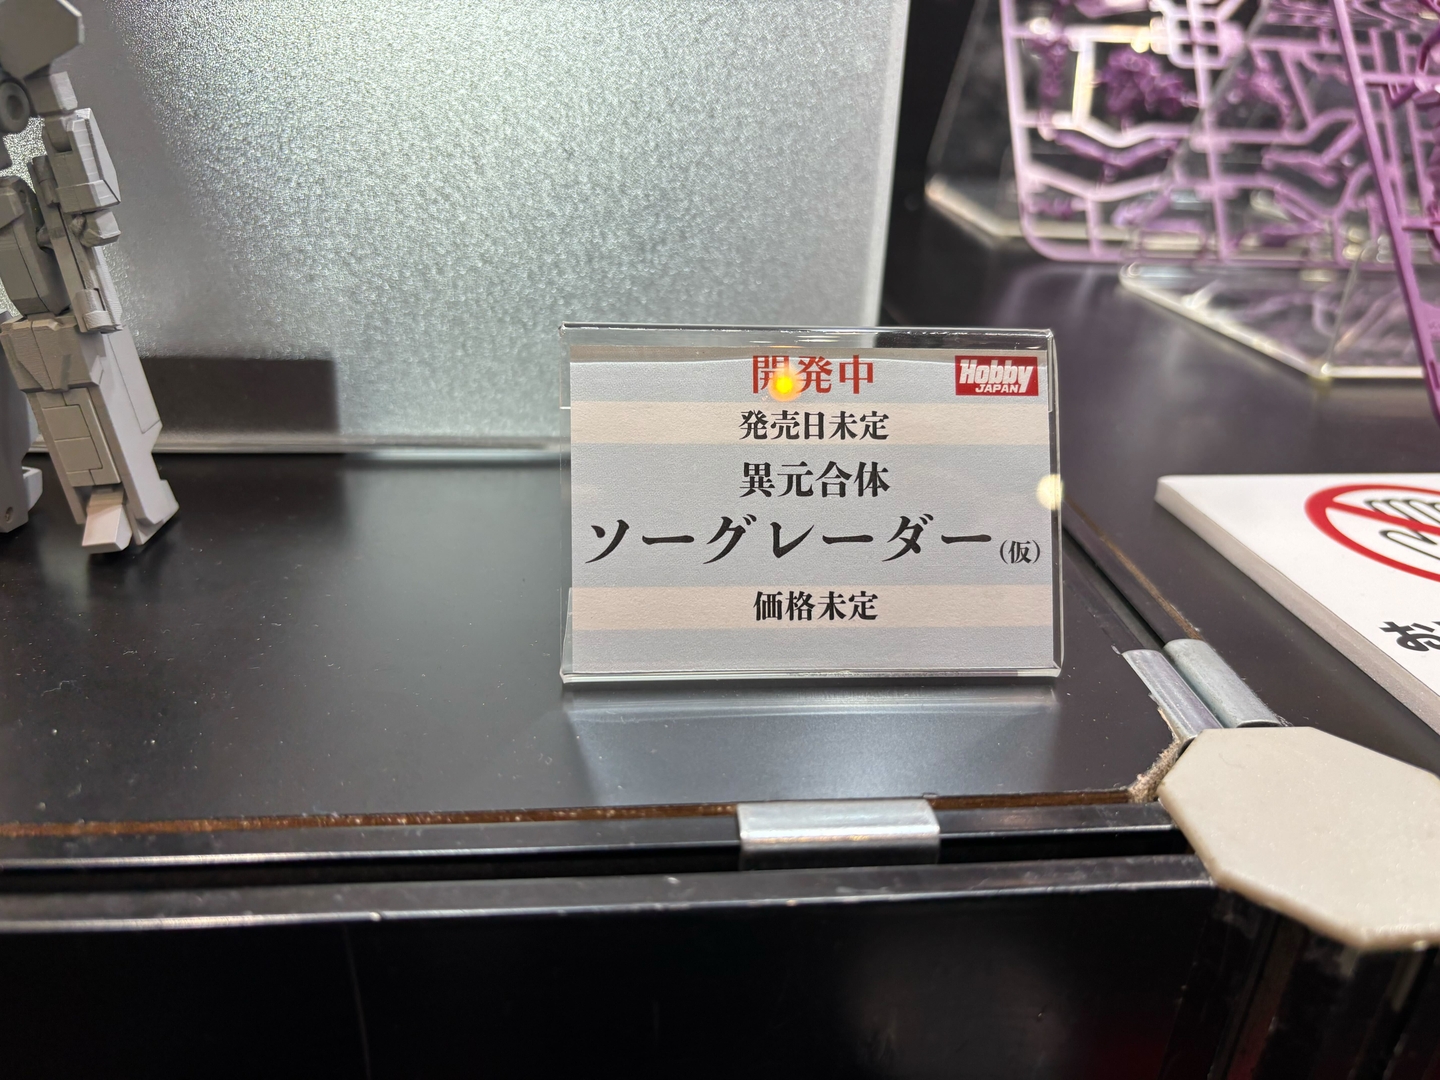 開発中
Hobby
JAPAN
発売日未定
異元合体
ソーグレーダー(仮)
価格未定